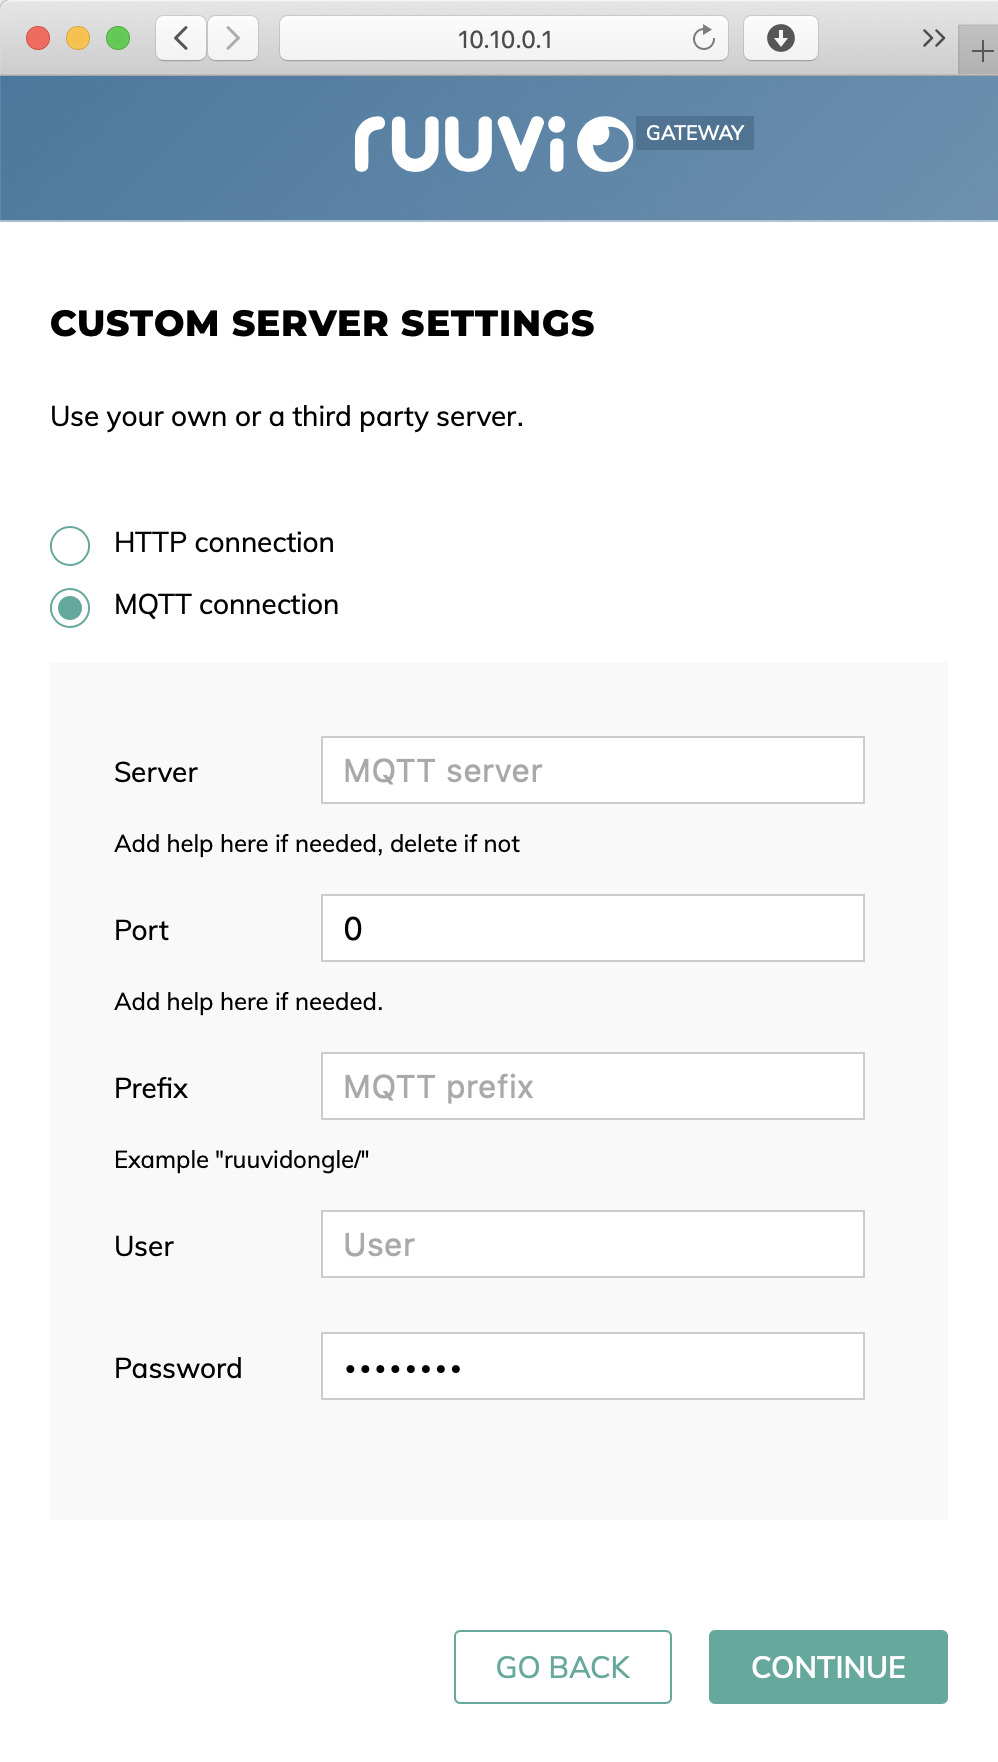 10.10.0.1
ruuvi GATEWAY
CUSTOM SERVER SETTINGS
Use your own or a third party server.
HTTP connection
MQTT connection
Server MQTT server
Add help here if needed, delete if not
Port 0
Add help here if needed.
Prefix MQTT prefix
Example "ruuvidongle/"
User User
Password ••••••••
GO BACK CONTINUE